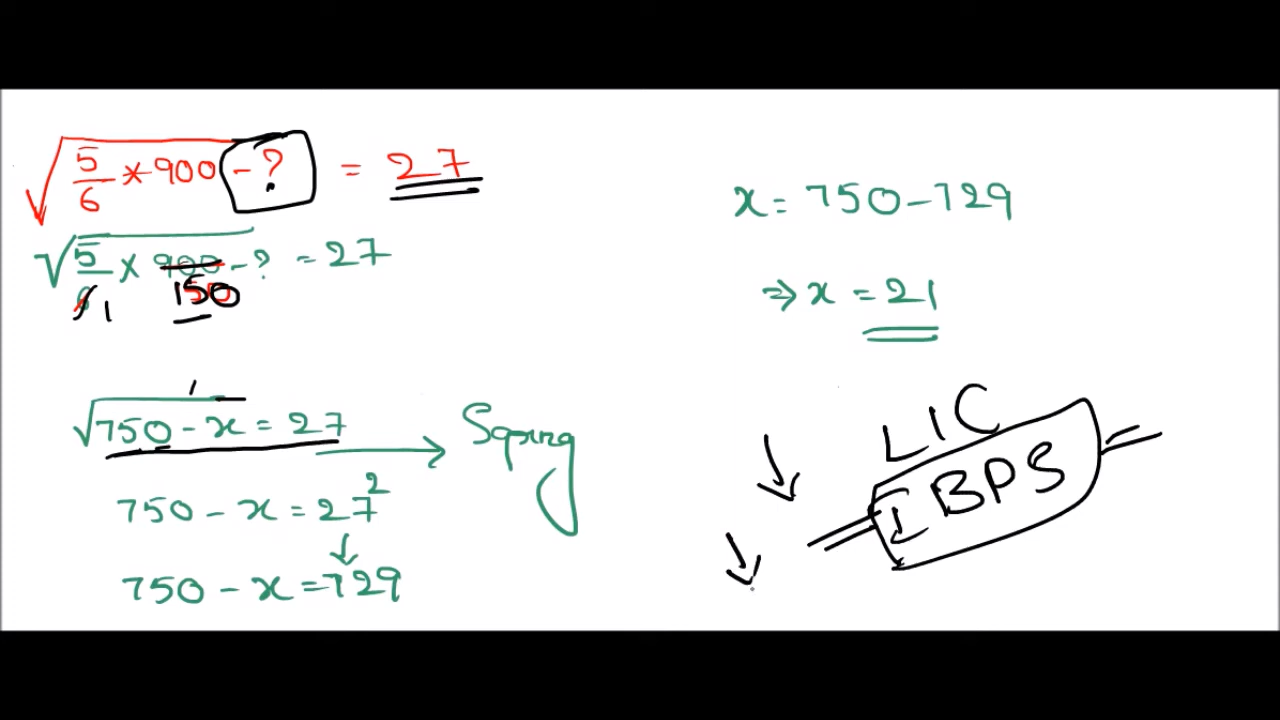 √(5/6 * 900 - ?) = 27
√(5/6 × 900 - ?) = 27
1 150
√750 - x = 27 → Sqring
750 - x = 27²
750 - x = 729
x = 750 - 729
⇒ x = 21
LIC
IBPS